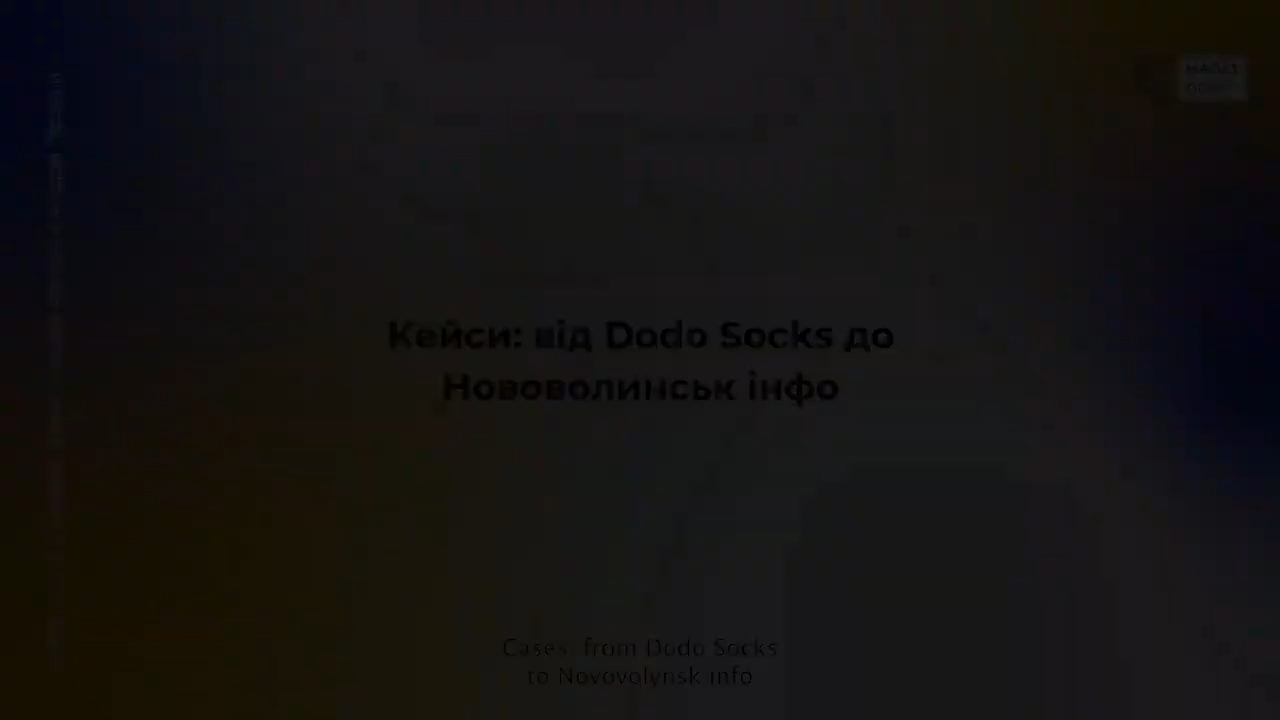 Кейси: від Dodo Socks до
Нововолинськ інфо
Cases: from Dodo Socks
to Novovolynsk info